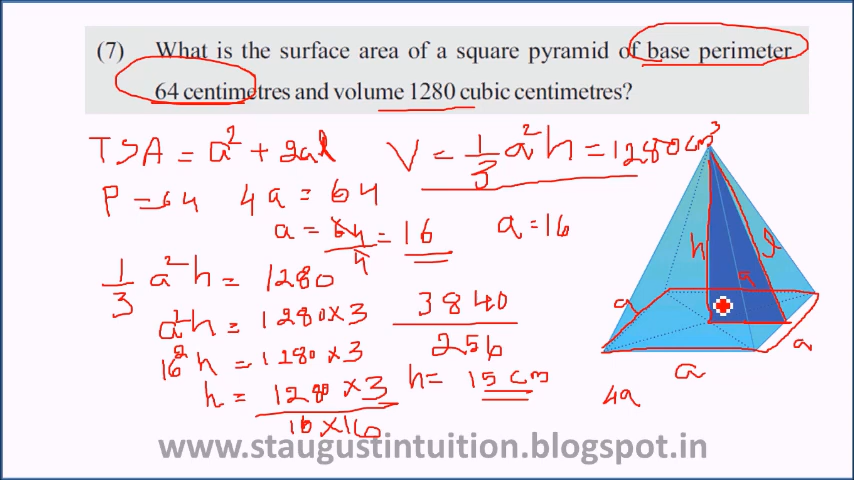 (7) What is the surface area of a square pyramid of base perimeter
64 centimetres and volume 1280 cubic centimetres?
TSA = a² + 2al
V = 1/3 a²h = 1280 cm³
P = 64 4a = 64
a = 64/4 = 16 a = 16
1/3 a²h = 1280
a²h = 1280 × 3
16² h = 1280 × 3
h = 1280 × 3 / 16 × 16
3840 / 256
h = 15 cm
h
l
a
a
a
a
4a
www.staugustintuition.blogspot.in